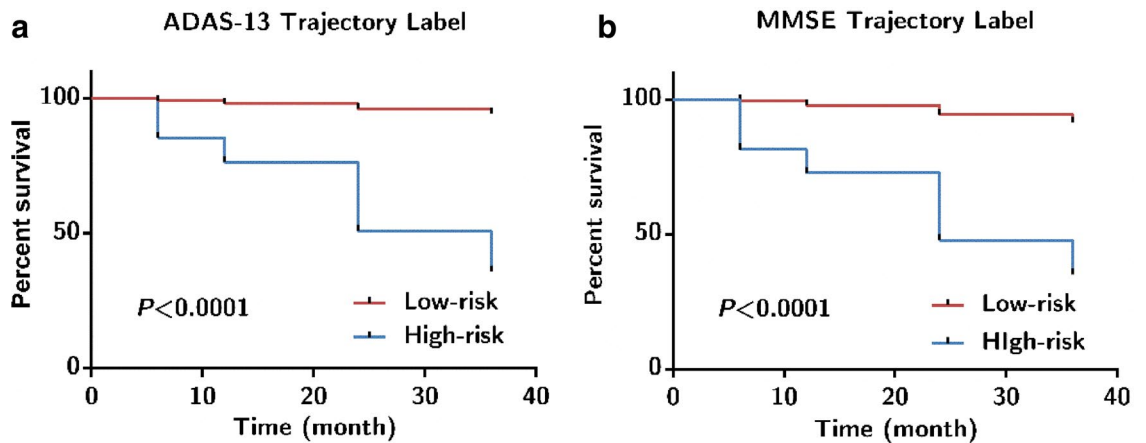 a
ADAS-13 Trajectory Label
Percent survival
100
50
0
P<0.0001
Low-risk
High-risk
0 10 20 30 40
Time (month)
b
MMSE Trajectory Label
Percent survival
100
50
0
P<0.0001
Low-risk
HIgh-risk
0 10 20 30 40
Time (month)